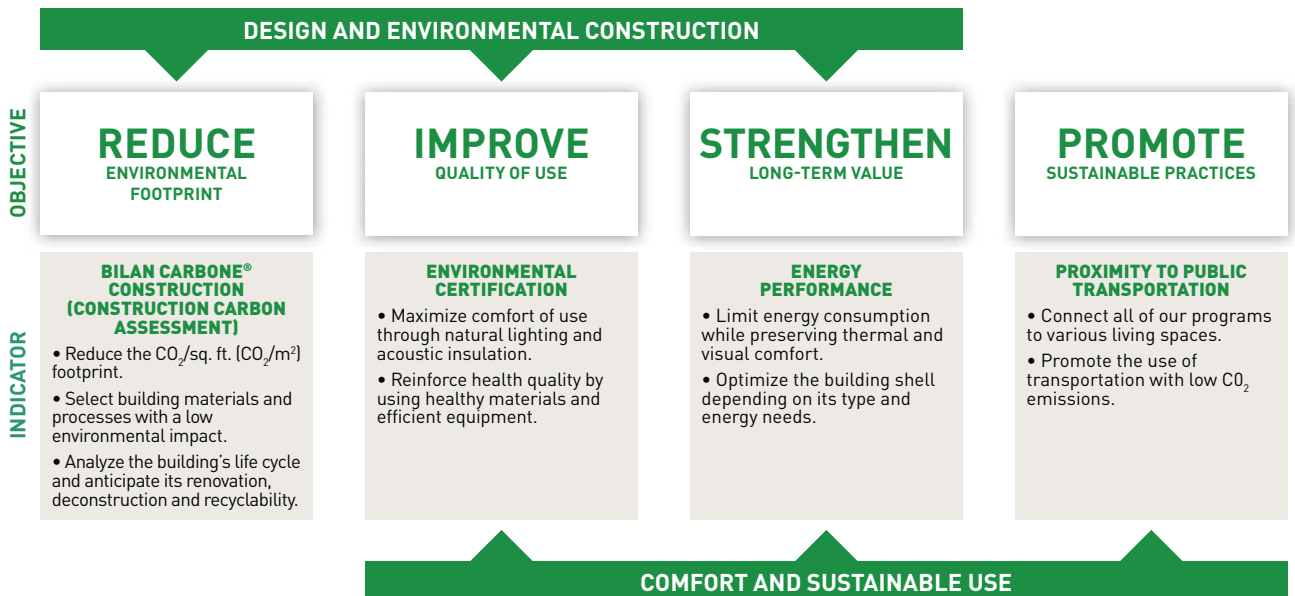 DESIGN AND ENVIRONMENTAL CONSTRUCTION
OBJECTIVE
REDUCE
ENVIRONMENTAL
FOOTPRINT
IMPROVE
QUALITY OF USE
STRENGTHEN
LONG-TERM VALUE
PROMOTE
SUSTAINABLE PRACTICES
INDICATOR
BILAN CARBONE®
CONSTRUCTION
(CONSTRUCTION CARBON
ASSESSMENT)
• Reduce the CO₂/sq. ft. (CO₂/m²)
footprint.
• Select building materials and
processes with a low
environmental impact.
• Analyze the building's life cycle
and anticipate its renovation,
deconstruction and recyclability.
ENVIRONMENTAL
CERTIFICATION
• Maximize comfort of use
through natural lighting and
acoustic insulation.
• Reinforce health quality by
using healthy materials and
efficient equipment.
ENERGY
PERFORMANCE
• Limit energy consumption
while preserving thermal and
visual comfort.
• Optimize the building shell
depending on its type and
energy needs.
PROXIMITY TO PUBLIC
TRANSPORTATION
• Connect all of our programs
to various living spaces.
• Promote the use of
transportation with low C0₂
emissions.
COMFORT AND SUSTAINABLE USE